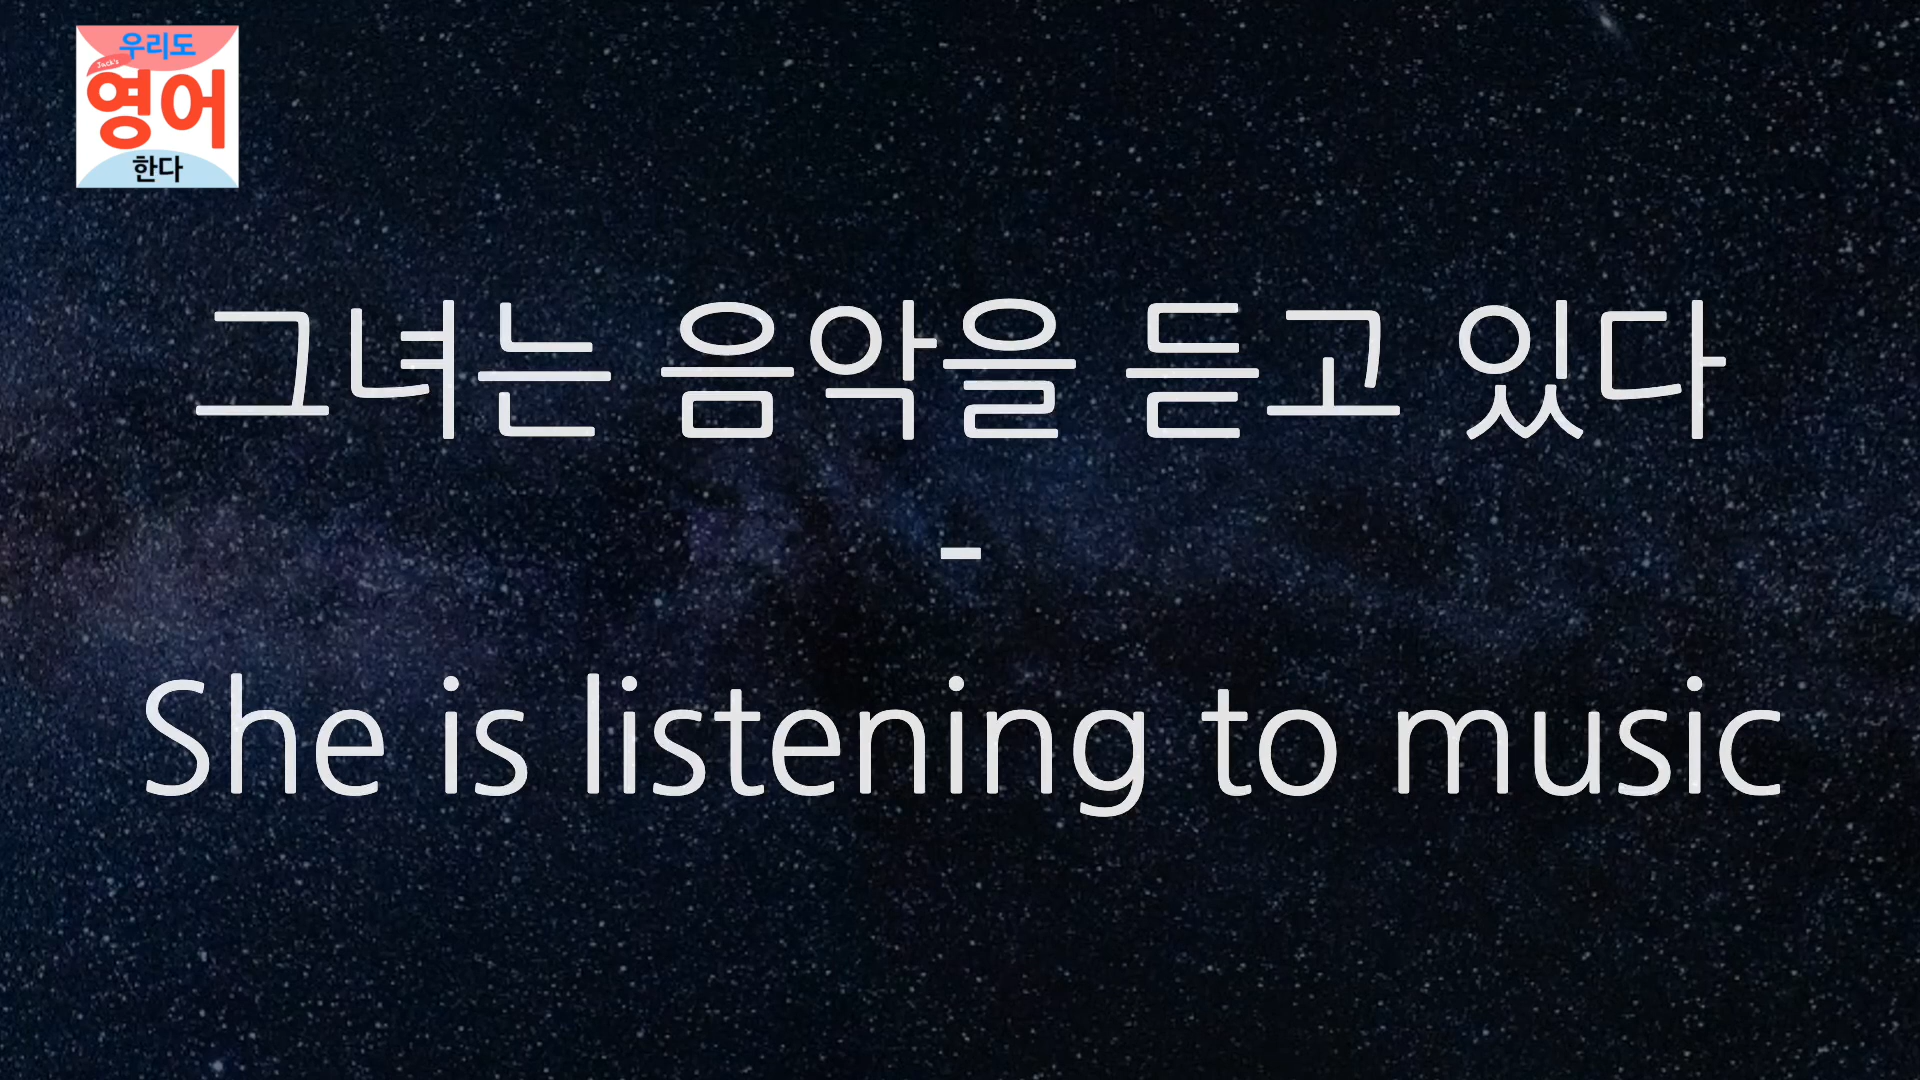 우리도
Jack's
영어
한다
그녀는 음악을 듣고 있다
-
She is listening to music